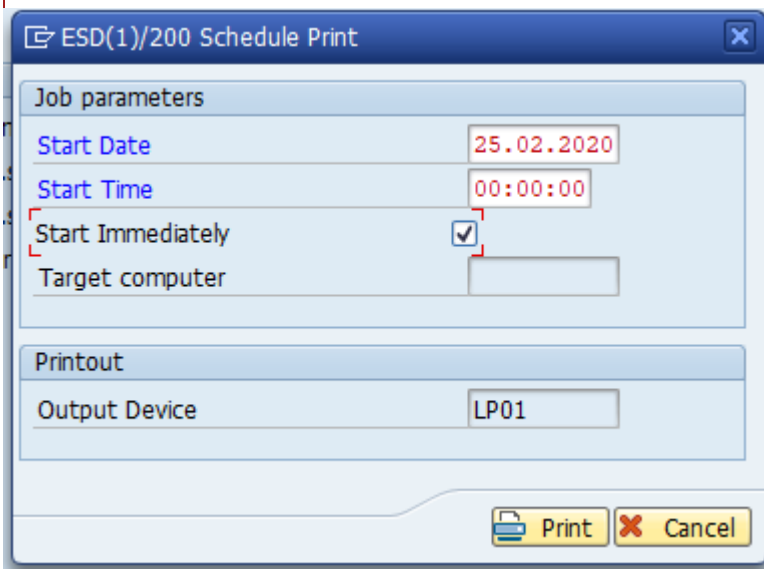 ESD(1)/200 Schedule Print
Job parameters
Start Date 25.02.2020
Start Time 00:00:00
Start Immediately
Target computer
Printout
Output Device LP01
Print Cancel